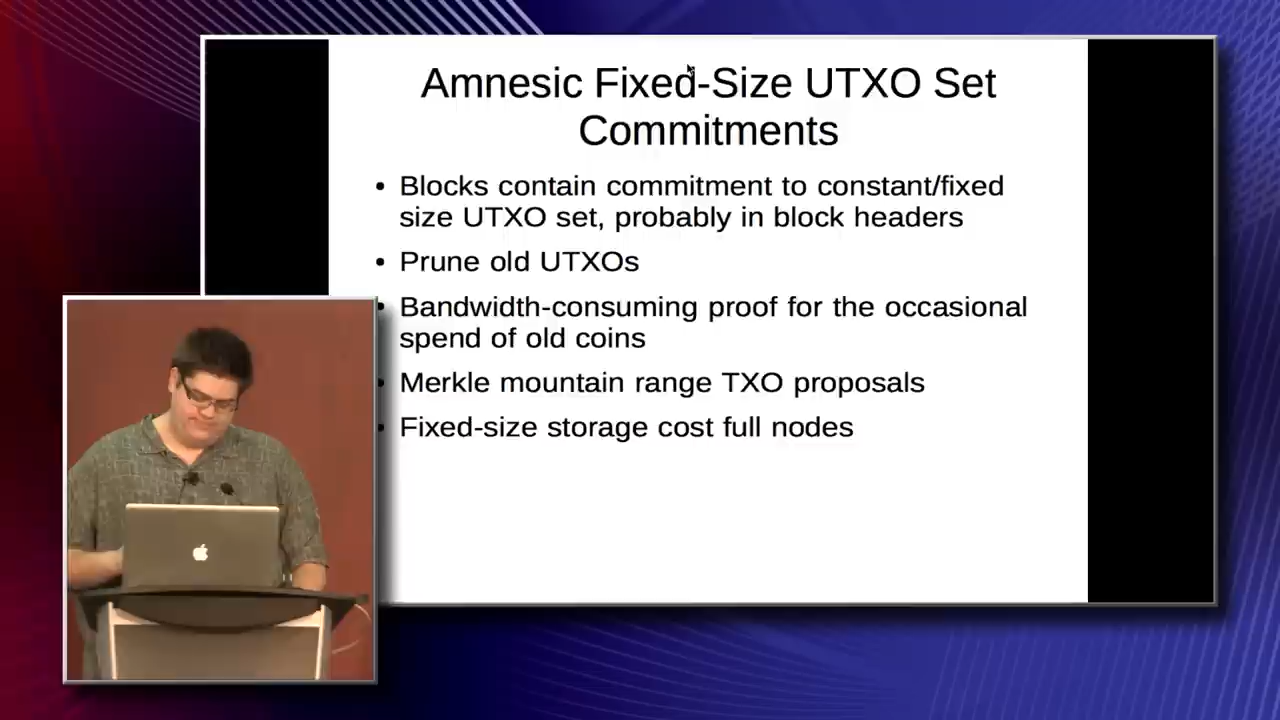 Amnesic Fixed-Size UTXO Set
Commitments
• Blocks contain commitment to constant/fixed
size UTXO set, probably in block headers
• Prune old UTXOs
• Bandwidth-consuming proof for the occasional
spend of old coins
• Merkle mountain range TXO proposals
• Fixed-size storage cost full nodes